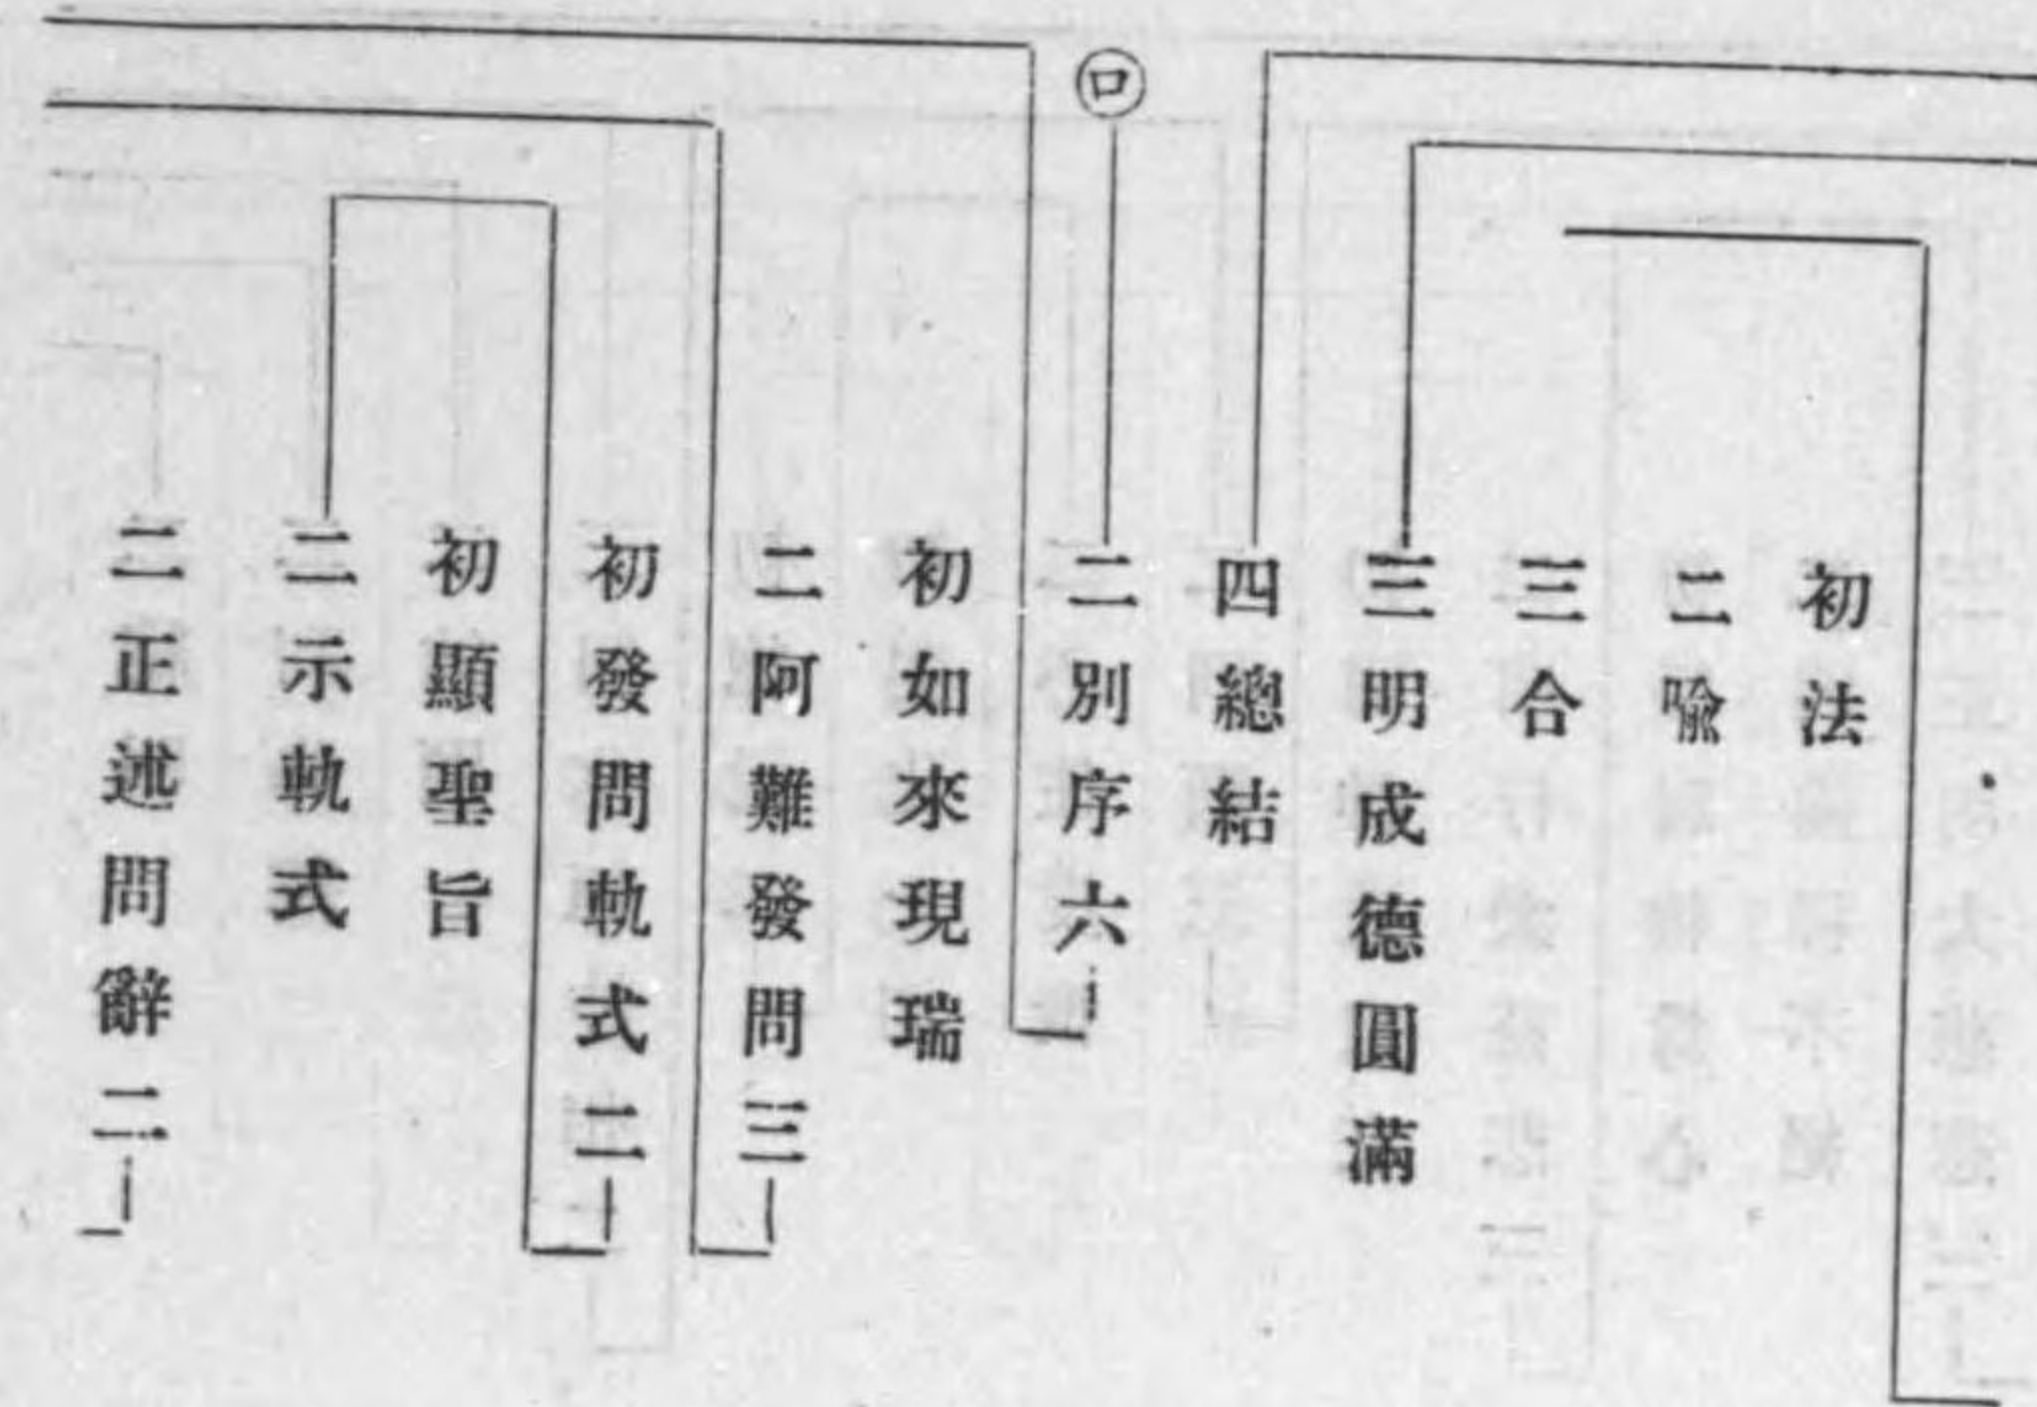 初法
二喩
三合
三明成德圓滿
四總結
㋺
二別序六
初如來現瑞
二阿難發問三
初發問軌式二
初顯聖旨
二示軌式
二正述問辭二